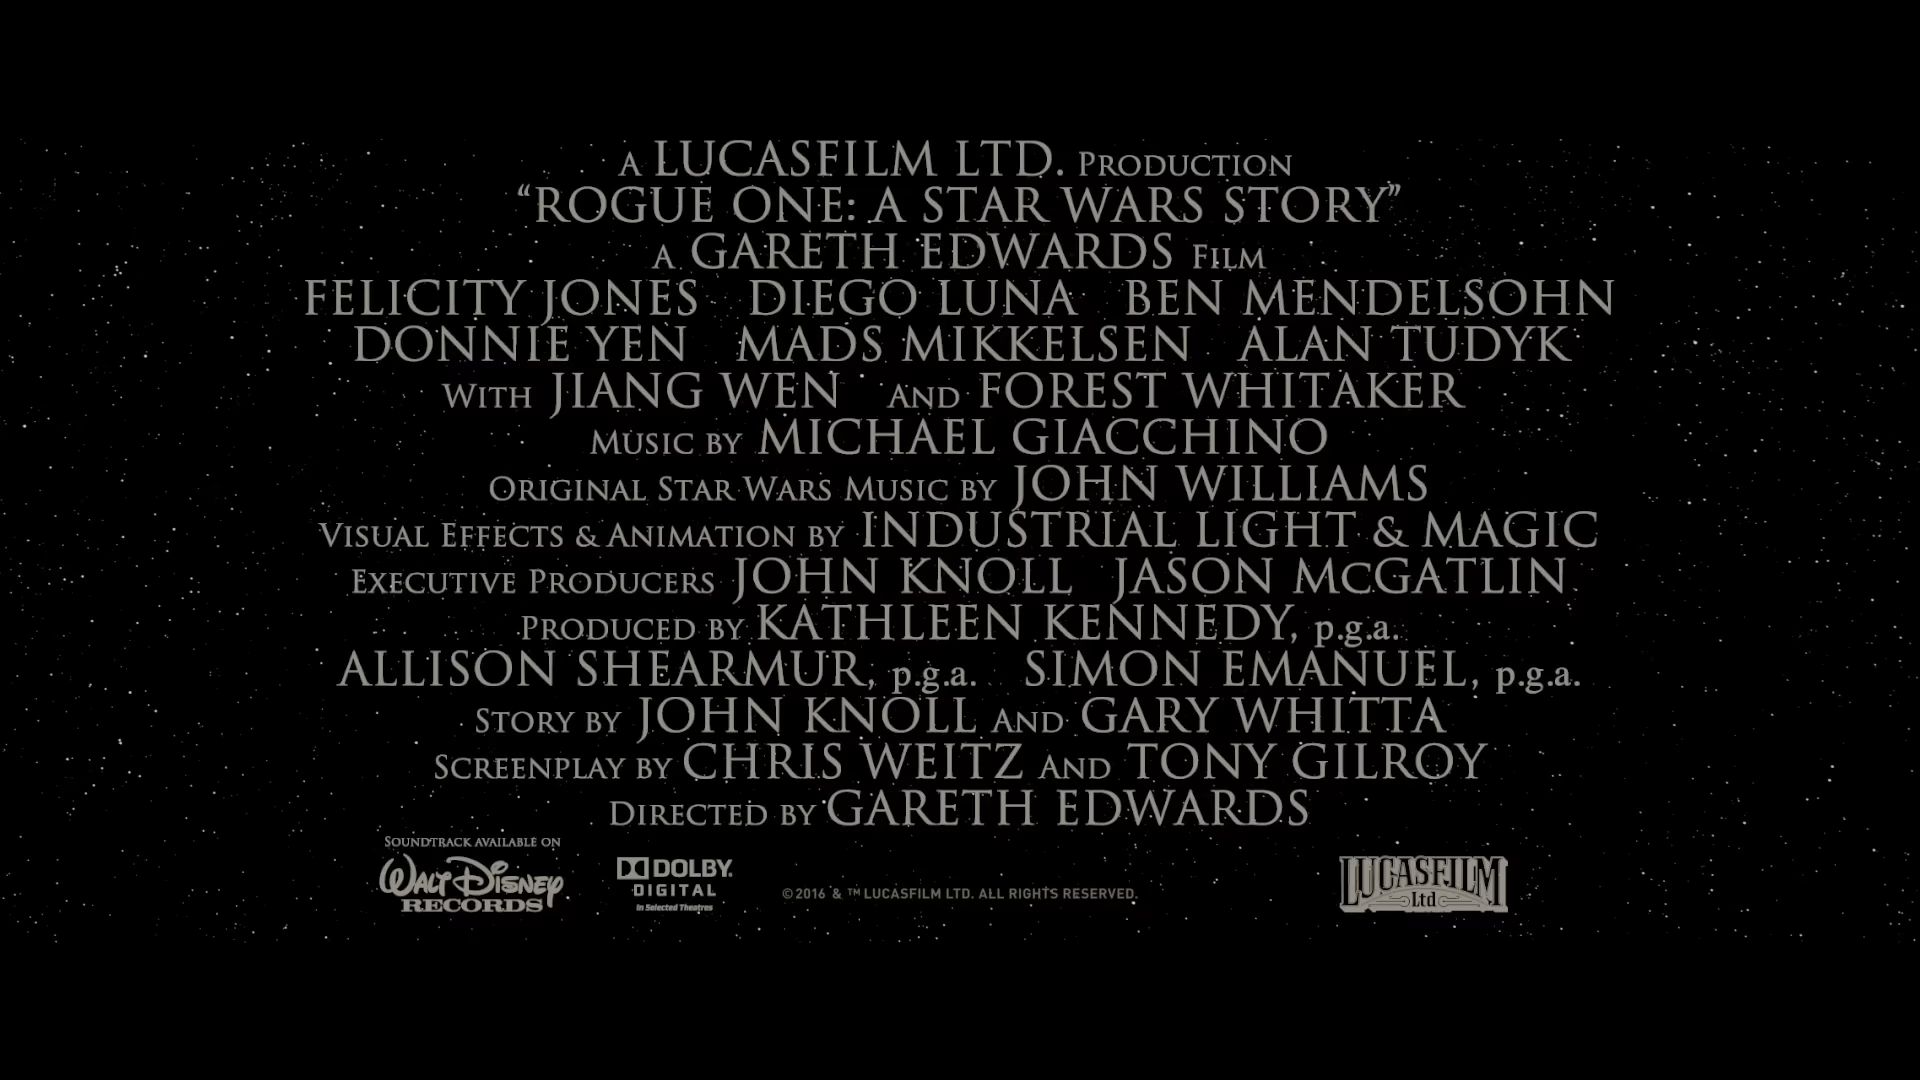 A LUCASFILM LTD. PRODUCTION
“ROGUE ONE: A STAR WARS STORY”
A GARETH EDWARDS FILM
FELICITY JONES DIEGO LUNA BEN MENDELSOHN
DONNIE YEN MADS MIKKELSEN ALAN TUDYK
WITH JIANG WEN AND FOREST WHITAKER
MUSIC BY MICHAEL GIACCHINO
ORIGINAL STAR WARS MUSIC BY JOHN WILLIAMS
VISUAL EFFECTS & ANIMATION BY INDUSTRIAL LIGHT & MAGIC
EXECUTIVE PRODUCERS JOHN KNOLL JASON McGATLIN
PRODUCED BY KATHLEEN KENNEDY, p.g.a.
ALLISON SHEARMUR, p.g.a. SIMON EMANUEL, p.g.a.
STORY BY JOHN KNOLL AND GARY WHITTA
SCREENPLAY BY CHRIS WEITZ AND TONY GILROY
DIRECTED BY GARETH EDWARDS
SOUNDTRACK AVAILABLE ON
WALT DISNEY
RECORDS
DOLBY.
DIGITAL
In Selected Theatres
©2016 & ™ LUCASFILM LTD. ALL RIGHTS RESERVED.
LUCASFILM
Ltd